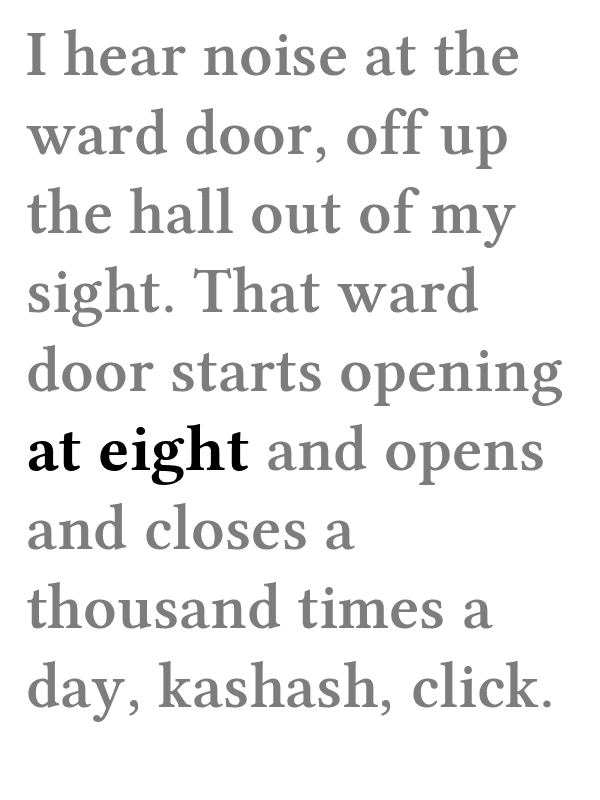 I hear noise at the
ward door, off up
the hall out of my
sight. That ward
door starts opening
at eight and opens
and closes a
thousand times a
day, kashash, click.